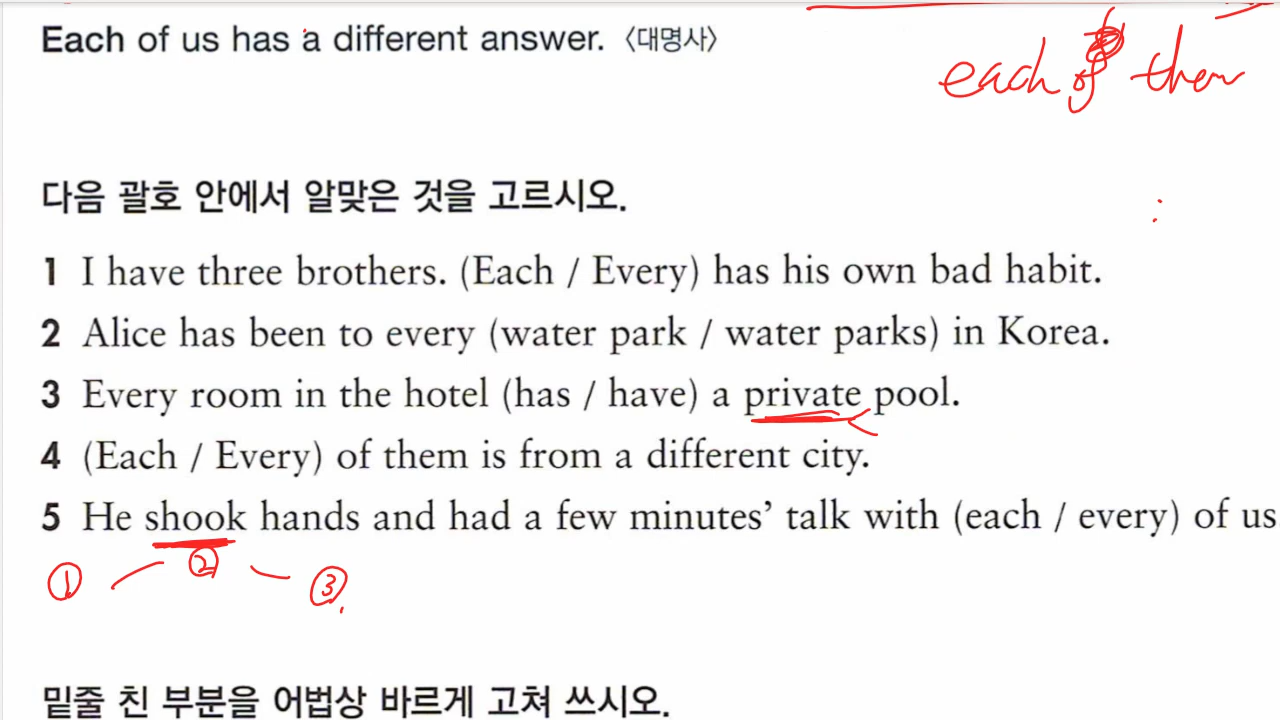 Each of us has a different answer. 〈대명사〉
each of them
다음 괄호 안에서 알맞은 것을 고르시오.
1 I have three brothers. (Each / Every) has his own bad habit.
2 Alice has been to every (water park / water parks) in Korea.
3 Every room in the hotel (has / have) a private pool.
4 (Each / Every) of them is from a different city.
5 He shook hands and had a few minutes' talk with (each / every) of us
① ② ③
밑줄 친 부분을 어법상 바르게 고쳐 쓰시오.